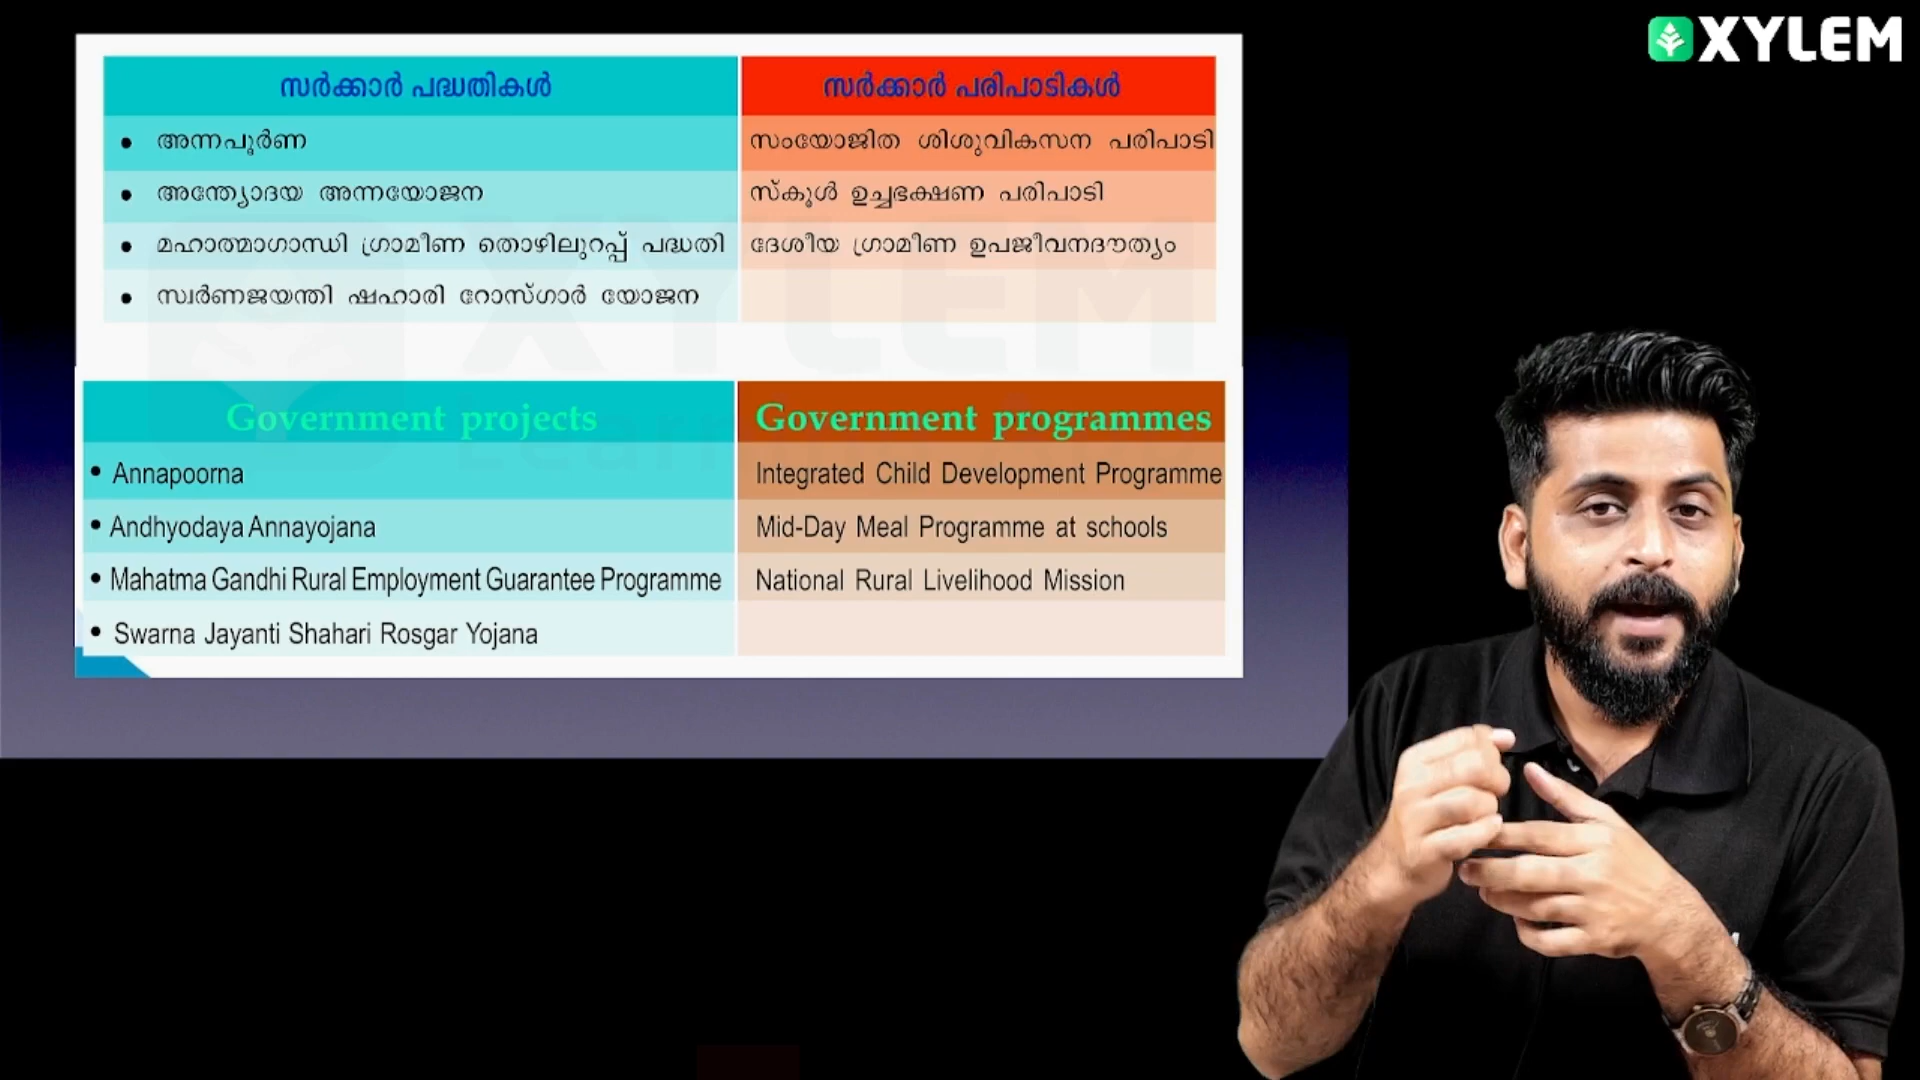 XYLEM
സർക്കാർ പദ്ധതികൾ
സർക്കാർ പരിപാടികൾ
• അന്നപൂർണ
സംയോജിത ശിശുവികസന പരിപാടി
• അന്ത്യോദയ അന്നയോജന
സ്കൂൾ ഉച്ചഭക്ഷണ പരിപാടി
• മഹാത്മാഗാന്ധി ഗ്രാമീണ തൊഴിലുറപ്പ് പദ്ധതി
ദേശീയ ഗ്രാമീണ ഉപജീവനദൗത്യം
• സ്വർണജയന്തി ഷഹാരി റോസ്ഗാർ യോജന
XYLEM
Government projects
Government programmes
• Annapoorna
Integrated Child Development Programme
• Andhyodaya Annayojana
Mid-Day Meal Programme at schools
• Mahatma Gandhi Rural Employment Guarantee Programme
National Rural Livelihood Mission
• Swarna Jayanti Shahari Rosgar Yojana